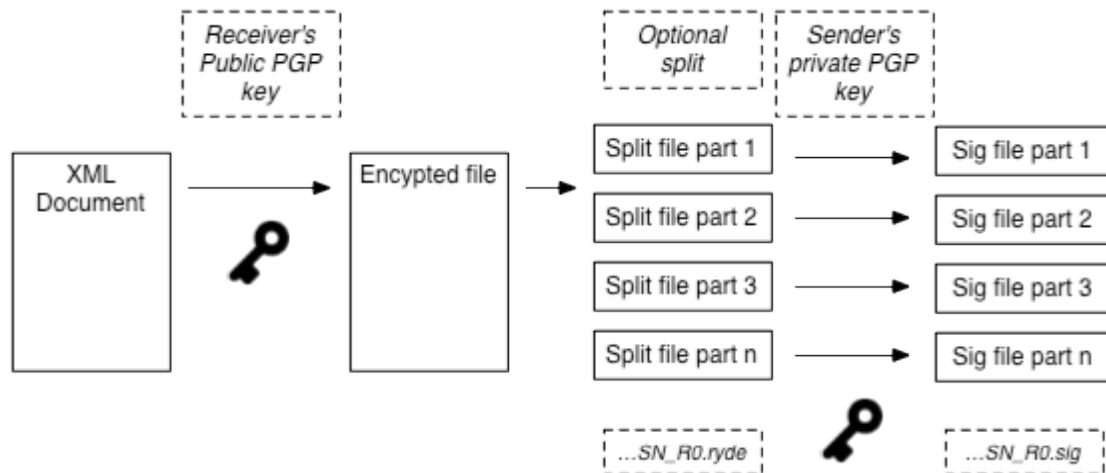 Receiver's
Public PGP
key
Optional
split
Sender's
private PGP
key
XML
Document
Encypted file
Split file part 1
Sig file part 1
Split file part 2
Sig file part 2
Split file part 3
Sig file part 3
Split file part n
Sig file part n
...SN_R0.ryde
...SN_R0.sig